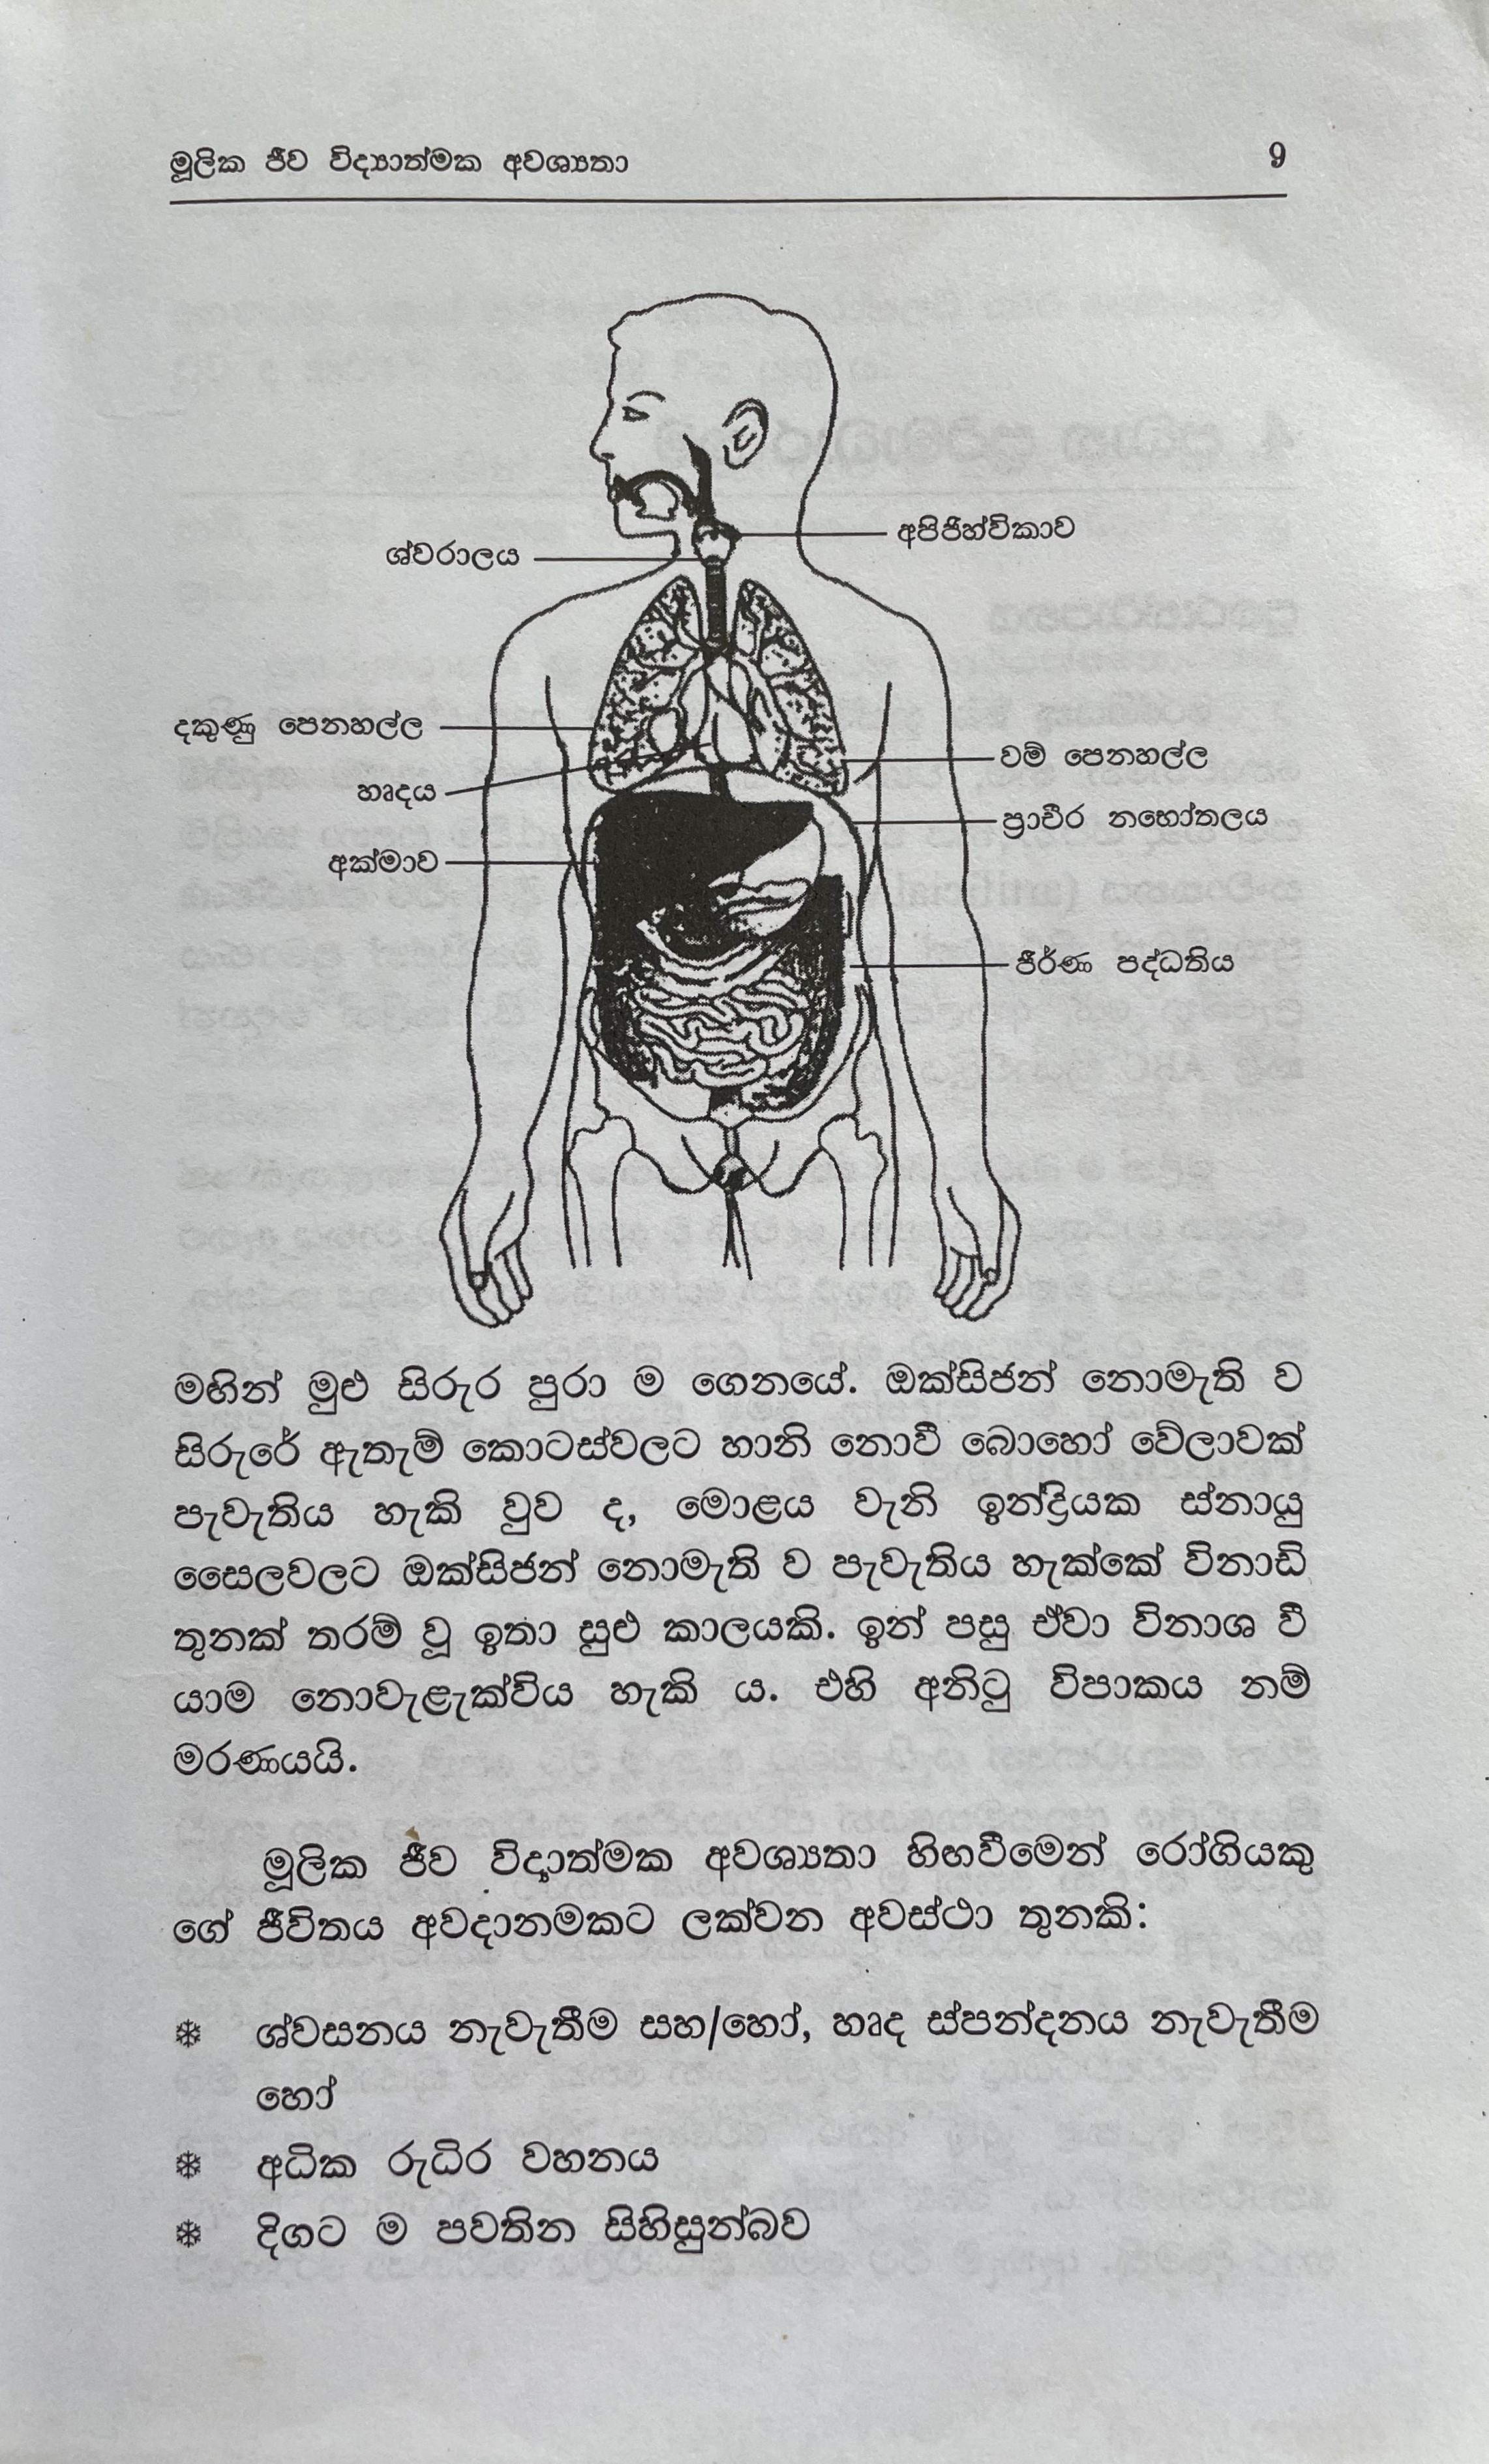 මූලික ජීව විද්‍යාත්මක අවශ්‍යතා 9
අපිජිහ්විකාව
ශ්වරාලය
දකුණු පෙනහල්ල
වම් පෙනහල්ල
හෘදය
ප්‍රාචීර නභෝතලය
අක්මාව
ජීර්ණ පද්ධතිය
මඟින් මුළු සිරුර පුරා ම ගෙනයේ. ඔක්සිජන් නොමැති ව
සිරුරේ ඇතැම් කොටස්වලට හානි නොවී බොහෝ වේලාවක්
පැවැතිය හැකි වුව ද, මොළය වැනි ඉන්ද්‍රියක ස්නායු
සෛලවලට ඔක්සිජන් නොමැති ව පැවැතිය හැක්කේ විනාඩි
තුනක් තරම් වූ ඉතා සුළු කාලයකි. ඉන් පසු ඒවා විනාශ වී
යාම නොවැළැක්විය හැකි ය. එහි අනිටු විපාකය නම්
මරණයයි.
මූලික ජීව විද්‍යාත්මක අවශ්‍යතා හිඟවීමෙන් රෝගියකු
ගේ ජීවිතය අවදානමකට ලක්වන අවස්ථා තුනකි:
❄ ශ්වසනය නැවැතීම සහ/හෝ, හෘද ස්පන්දනය නැවැතීම
හෝ
❄ අධික රුධිර වහනය
❄ දිගට ම පවතින සිහිසුන්බව